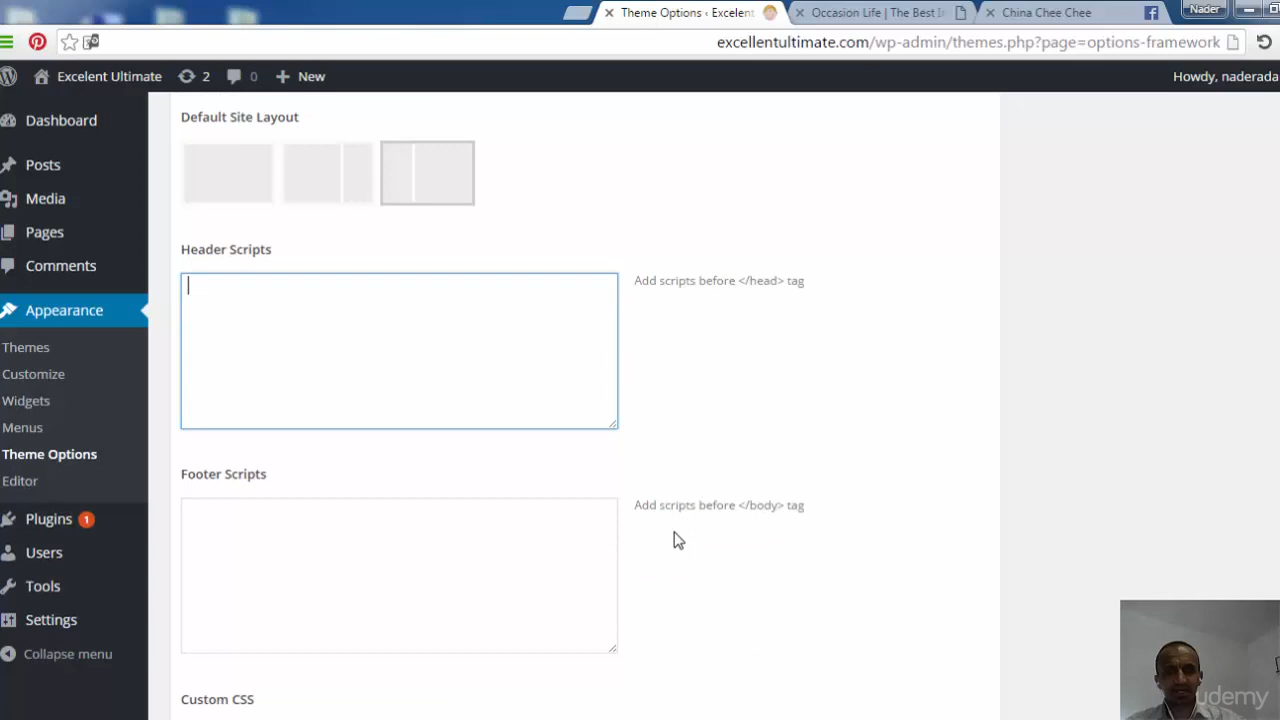 Theme Options ‹ Excelent
Occasion Life | The Best I
China Chee Chee
Nader
excellentultimate.com/wp-admin/themes.php?page=options-framework
Excelent Ultimate
2
0
New
Howdy, naderada
Dashboard
Posts
Media
Pages
Comments
Appearance
Themes
Customize
Widgets
Menus
Theme Options
Editor
Plugins 1
Users
Tools
Settings
Collapse menu
Default Site Layout
Header Scripts
Add scripts before </head> tag
Footer Scripts
Add scripts before </body> tag
Custom CSS
udemy